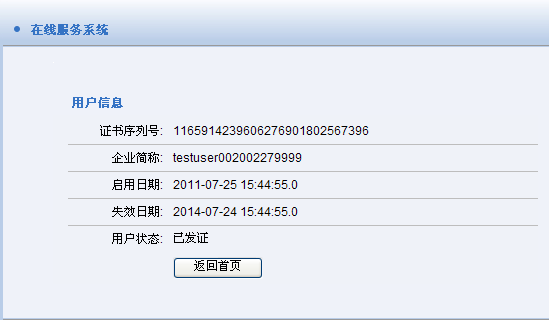 在线服务系统
用户信息
证书序列号: 1165914239606276901802567396
企业简称: testuser002002279999
启用日期: 2011-07-25 15:44:55.0
失效日期: 2014-07-24 15:44:55.0
用户状态: 已发证
返回首页